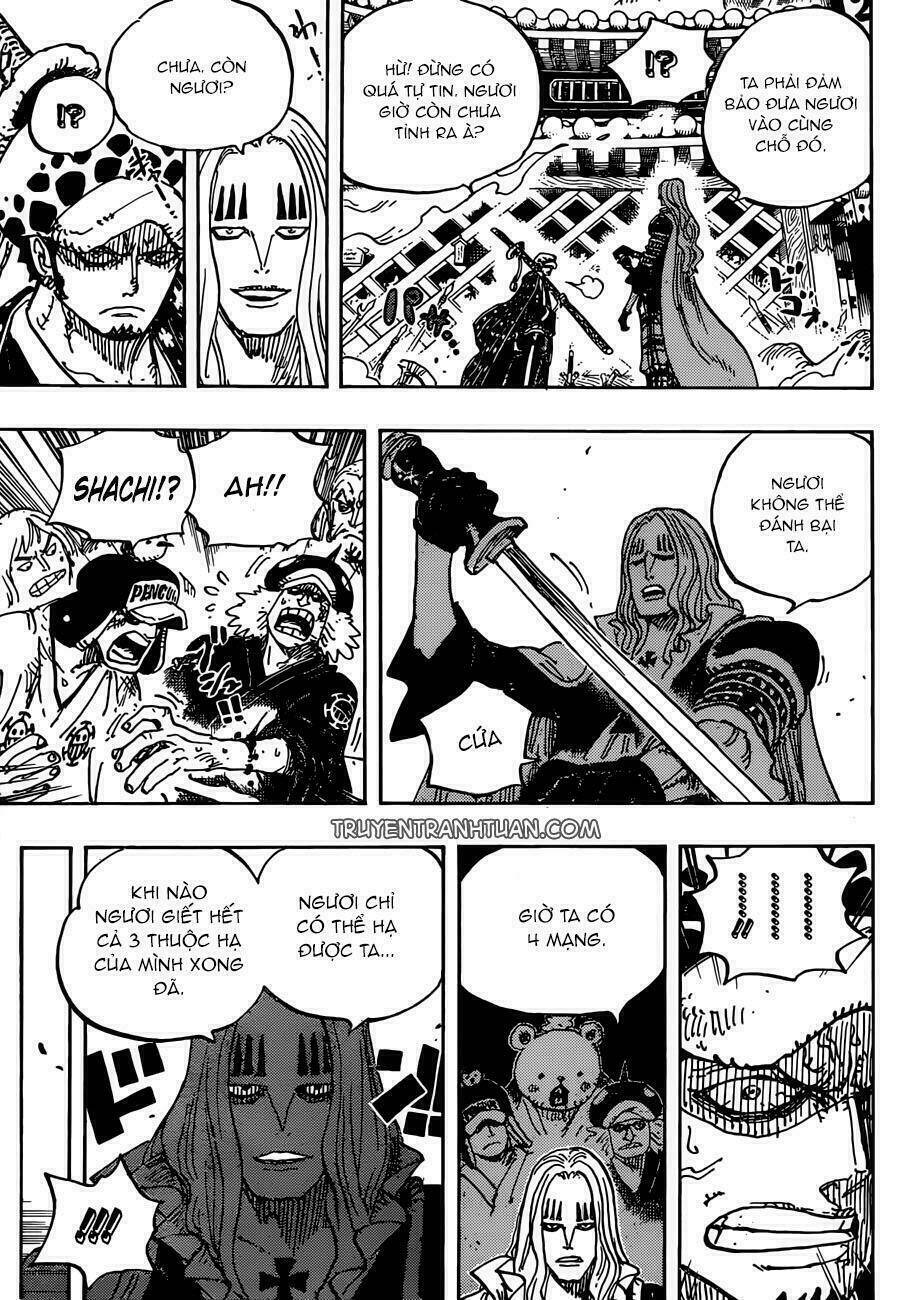 TA PHẢI ĐẢM
BẢO ĐƯA NGƯƠI
VÀO CÙNG
CHỖ ĐÓ.
!?
HỪ! ĐỪNG CÓ
QUÁ TỰ TIN. NGƯƠI
GIỜ CÒN CHƯA
TỈNH RA À?
CHƯA, CÒN
NGƯƠI?
!?
NGƯƠI
KHÔNG THỂ
ĐÁNH BẠI
TA.
CỨA
AH!!
SHACHI!?
PENGUIN
TRUYENTRANHTUAN.COM
!!
GIỜ TA CÓ
4 MẠNG.
NGƯƠI CHỈ
CÓ THỂ HẠ
ĐƯỢC TA...
KHI NÀO
NGƯƠI GIẾT HẾT
CẢ 3 THUỘC HẠ
CỦA MÌNH XONG
ĐÃ.
ドン
!!!